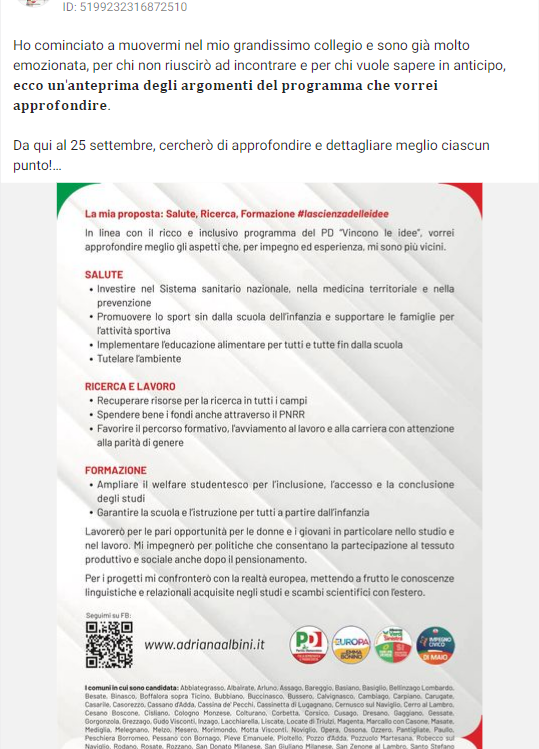 ID: 5199232316872510
Ho cominciato a muovermi nel mio grandissimo collegio e sono già molto
emozionata, per chi non riuscirò ad incontrare e per chi vuole sapere in anticipo,
ecco un'anteprima degli argomenti del programma che vorrei
approfondire.
Da qui al 25 settembre, cercherò di approfondire e dettagliare meglio ciascun
punto!...
La mia proposta: Salute, Ricerca, Formazione #lascienzadelleidee
In linea con il ricco e inclusivo programma del PD "Vincono le idee", vorrei
approfondire meglio gli aspetti che, per impegno ed esperienza, mi sono più vicini.
SALUTE
• Investire nel Sistema sanitario nazionale, nella medicina territoriale e nella
prevenzione
• Promuovere lo sport sin dalla scuola dell'infanzia e supportare le famiglie per
l'attività sportiva
• Implementare l'educazione alimentare per tutti e tutte fin dalla scuola
• Tutelare l'ambiente
RICERCA E LAVORO
• Recuperare risorse per la ricerca in tutti i campi
• Spendere bene i fondi anche attraverso il PNRR
• Favorire il percorso formativo, l'avviamento al lavoro e alla carriera con attenzione
alla parità di genere
FORMAZIONE
• Ampliare il welfare studentesco per l'inclusione, l'accesso e la conclusione
degli studi
• Garantire la scuola e l'istruzione per tutti a partire dall'infanzia
Lavorerò per le pari opportunità per le donne e i giovani in particolare nello studio e
nel lavoro. Mi impegnerò per politiche che consentano la partecipazione al tessuto
produttivo e sociale anche dopo il pensionamento.
Per i progetti mi confronterò con la realtà europea, mettendo a frutto le conoscenze
linguistiche e relazionali acquisite negli studi e scambi scientifici con l'estero.
Seguimi su FB:
www.adrianaalbini.it
PD
+EUROPA
EMMA BONINO
IMPEGNO
CIVICO
DI MAIO
I comuni in cui sono candidata: Abbiategrasso, Albairate, Arluno, Assago, Bareggio, Basiano, Basiglio, Bellinzago Lombardo,
Besate, Binasco, Boffalora sopra Ticino, Bubbiano, Buccinasco, Bussero, Calvignasco, Cambiago, Carpiano, Carugate,
Casarile, Casorezzo, Cassano d'Adda, Cassina de' Pecchi, Cassinetta di Lugagnano, Cernusco sul Naviglio, Cerro al Lambro,
Cesano Boscone, Cisliano, Cologno Monzese, Colturano, Corbetta, Corsico, Cusago, Dresano, Gaggiano, Gessate,
Gorgonzola, Grezzago, Gudo Visconti, Inzago, Lacchiarella, Liscate, Locate di Triulzi, Magenta, Marcallo con Casone, Masate,
Mediglia, Melegnano, Melzo, Mesero, Morimondo, Motta Visconti, Noviglio, Opera, Ossona, Ozzero, Pantigliate, Paullo,
Peschiera Borromeo, Pessano con Bornago, Pieve Emanuele, Pioltello, Pozzo d'Adda, Pozzuolo Martesana, Robecco sul
Naviglio, Rodano, Rosate, Rozzano, San Donato Milanese, San Giuliano Milanese, San Zenone al Lambro, Santo Stefano